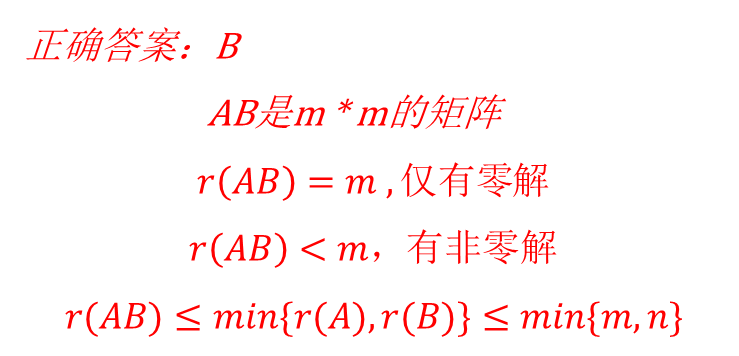 正确答案：B
AB是m * m的矩阵
r(AB) = m ,仅有零解
r(AB) < m，有非零解
r(AB) ≤ min{r(A), r(B)} ≤ min{m, n}